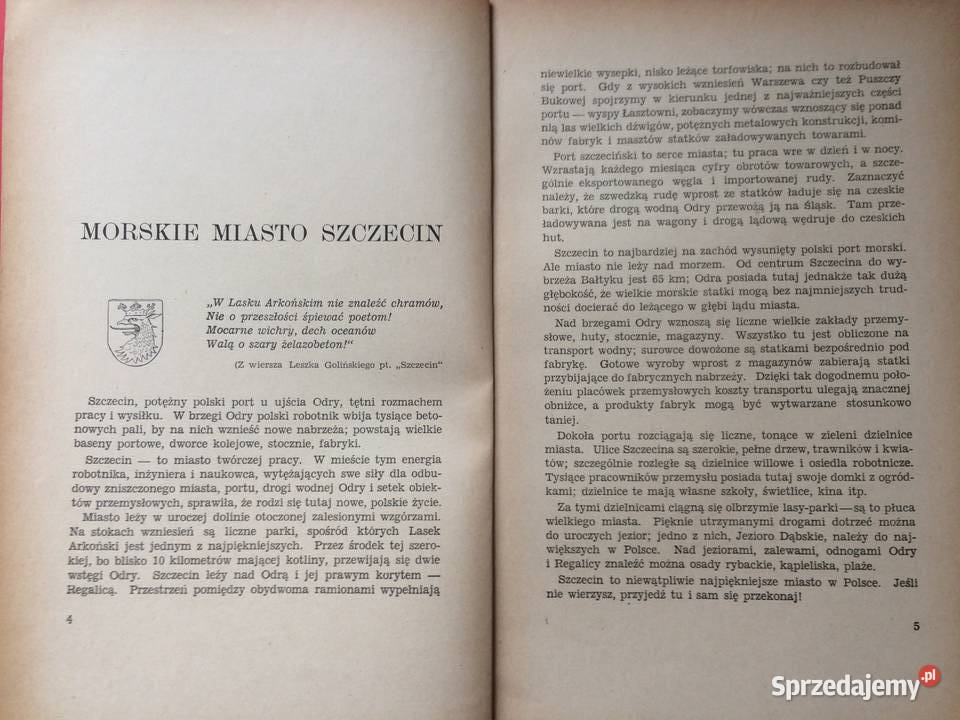 MORSKIE MIASTO SZCZECIN
„W Lasku Arkońskim nie znaleźć chramów,
Nie o przeszłości śpiewać poetom!
Mocarne wichry, dech oceanów
Walą o szary żelazobeton!"
(Z wiersza Leszka Golińskiego pt. „Szczecin"
Szczecin, potężny polski port u ujścia Odry, tętni rozmachem
pracy i wysiłku. W brzegi Odry polski robotnik wbija tysiące beto-
nowych pali, by na nich wznieść nowe nabrzeża; powstają wielkie
baseny portowe, dworce kolejowe, stocznie, fabryki.
Szczecin — to miasto twórczej pracy. W mieście tym energia
robotnika, inżyniera i naukowca, wytężających swe siły dla odbu-
dowy zniszczonego miasta, portu, drogi wodnej Odry i setek obiek-
tów przemysłowych, sprawiła, że rodzi się tutaj nowe, polskie życie.
Miasto leży w uroczej dolinie otoczonej zalesionymi wzgórzami.
Na stokach wzniesień są liczne parki, spośród których Lasek
Arkoński jest jednym z najpiękniejszych. Przez środek tej szero-
kiej, bo blisko 10 kilometrów mającej kotliny, przewijają się dwie
wstęgi Odry. Szczecin leży nad Odrą i jej prawym korytem —
Regalicą. Przestrzeń pomiędzy obydwoma ramionami wypełniają
4
niewielkie wysepki, nisko leżące torfowiska; na nich to rozbudował
się port. Gdy z wysokich wzniesień Warszewa czy też Puszczy
Bukowej spojrzymy w kierunku jednej z najważniejszych części
portu — wyspy Łasztowni, zobaczymy wówczas wznoszący się ponad
nią las wielkich dźwigów, potężnych metalowych konstrukcji, komi-
nów fabryk i masztów statków załadowywanych towarami.
Port szczeciński to serce miasta; tu praca wre w dzień i w nocy.
Wzrastają każdego miesiąca cyfry obrotów towarowych, a szcze-
gólnie eksportowanego węgla i importowanej rudy. Zaznaczyć
należy, że szwedzką rudę wprost ze statków ładuje się na czeskie
barki, które drogą wodną Odry przewożą ją na Śląsk. Tam prze-
ładowywana jest na wagony i drogą lądową wędruje do czeskich
hut.
Szczecin to najbardziej na zachód wysunięty polski port morski.
Ale miasto nie leży nad morzem. Od centrum Szczecina do wy-
brzeża Bałtyku jest 65 km; Odra posiada tutaj jednakże tak dużą
głębokość, że wielkie morskie statki mogą bez najmniejszych trud-
ności docierać do leżącego w głębi lądu miasta.
Nad brzegami Odry wznoszą się liczne wielkie zakłady przemy-
słowe, huty, stocznie, magazyny. Wszystko tu jest obliczone na
transport wodny; surowce dowożone są statkami bezpośrednio pod
fabrykę. Gotowe wyroby wprost z magazynów zabierają statki
przybijające do fabrycznych nabrzeży. Dzięki tak dogodnemu poło-
żeniu placówek przemysłowych koszty transportu ulegają znacznej
obniżce, a produkty fabryk mogą być wytwarzane stosunkowo
taniej.
Dokoła portu rozciągają się liczne, tonące w zieleni dzielnice
miasta. Ulice Szczecina są szerokie, pełne drzew, trawników i kwia-
tów; szczególnie rozległe są dzielnice willowe i osiedla robotnicze.
Tysiące pracowników przemysłu posiada tutaj swoje domki z ogród-
kami; dzielnice te mają własne szkoły, świetlice, kina itp.
Za tymi dzielnicami ciągną się olbrzymie lasy-parki — są to płuca
wielkiego miasta. Pięknie utrzymanymi drogami dotrzeć można
do uroczych jezior; jedno z nich, Jezioro Dąbskie, należy do naj-
większych w Polsce. Nad jeziorami, zalewami, odnogami Odry
i Regalicy znaleźć można osady rybackie, kąpieliska, plaże.
Szczecin to niewątpliwie najpiękniejsze miasto w Polsce. Jeśli
nie wierzysz, przyjedź tu i sam się przekonaj!
5
Sprzedajemy.pl